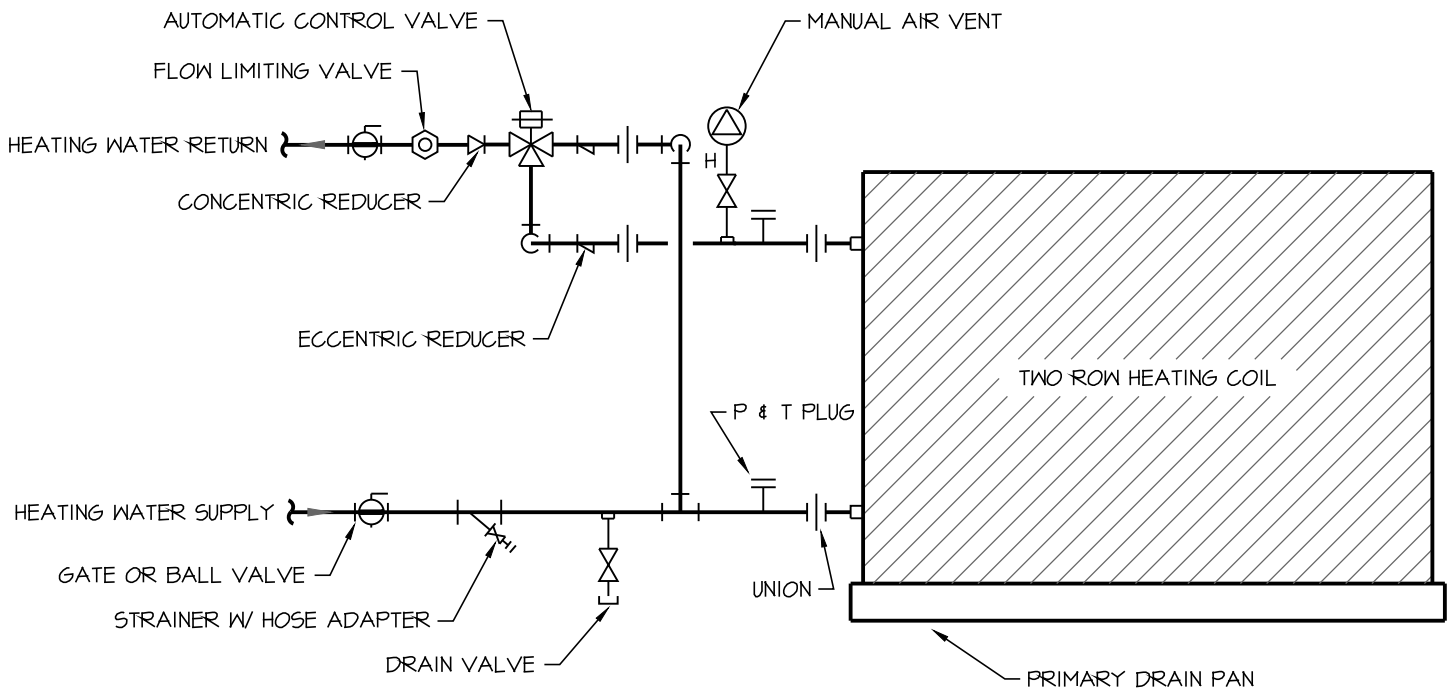 AUTOMATIC CONTROL VALVE
MANUAL AIR VENT
FLOW LIMITING VALVE
HEATING WATER RETURN
H
CONCENTRIC REDUCER
ECCENTRIC REDUCER
TWO ROW HEATING COIL
P & T PLUG
HEATING WATER SUPPLY
GATE OR BALL VALVE
UNION
STRAINER W/ HOSE ADAPTER
DRAIN VALVE
PRIMARY DRAIN PAN